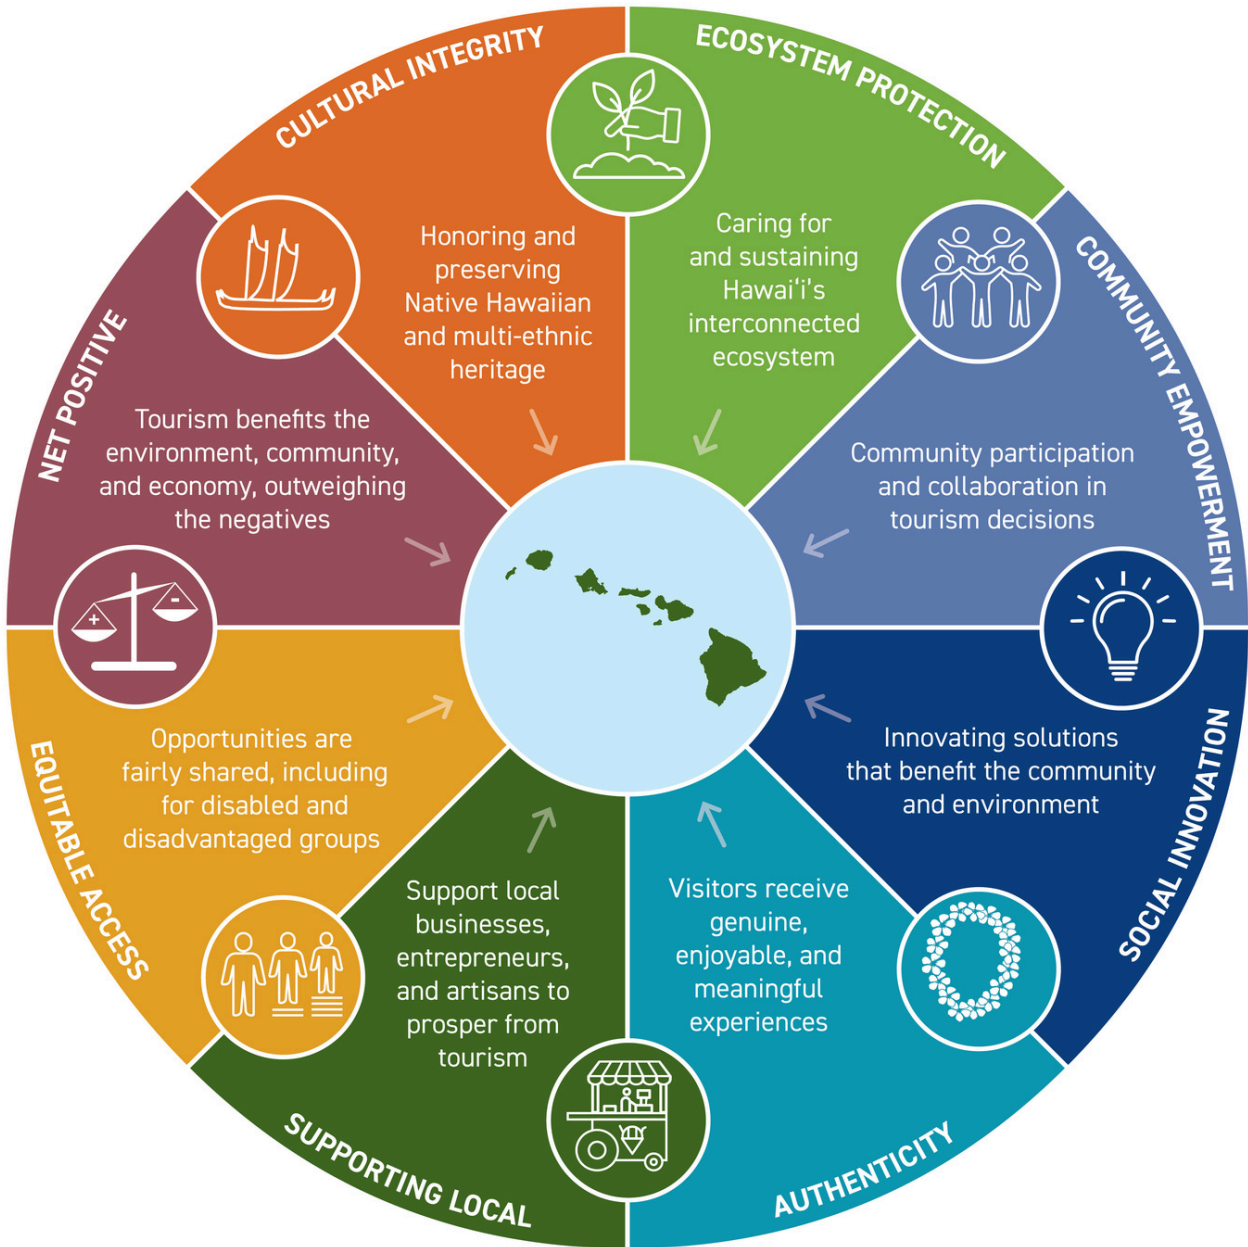 ECOSYSTEM PROTECTION
Caring for
and sustaining
Hawaiʻi's
interconnected
ecosystem
COMMUNITY EMPOWERMENT
Community participation
and collaboration in
tourism decisions
SOCIAL INNOVATION
Innovating solutions
that benefit the community
and environment
AUTHENTICITY
Visitors receive
genuine,
enjoyable, and
meaningful
experiences
SUPPORTING LOCAL
Support local
businesses,
entrepreneurs,
and artisans to
prosper from
tourism
EQUITABLE ACCESS
Opportunities are
fairly shared, including
for disabled and
disadvantaged groups
NET POSITIVE
Tourism benefits the
environment, community,
and economy, outweighing
the negatives
+
-
CULTURAL INTEGRITY
Honoring and
preserving
Native Hawaiian
and multi-ethnic
heritage